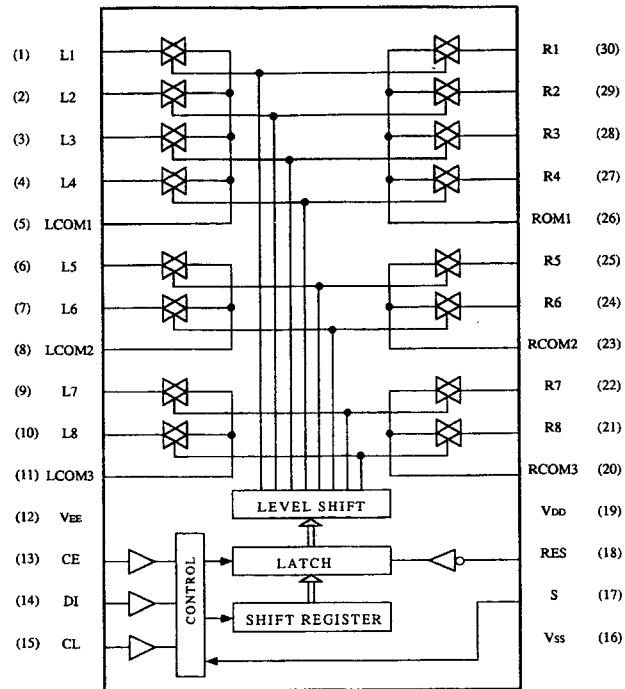 (1) L1 R1 (30)
(2) L2 R2 (29)
(3) L3 R3 (28)
(4) L4 R4 (27)
(5) LCOM1 ROM1 (26)
(6) L5 R5 (25)
(7) L6 R6 (24)
(8) LCOM2 RCOM2 (23)
(9) L7 R7 (22)
(10) L8 R8 (21)
(11) LCOM3 RCOM3 (20)
LEVEL SHIFT
(12) VEE VDD (19)
(13) CE CONTROL LATCH RES (18)
(14) DI SHIFT REGISTER S (17)
(15) CL Vss (16)